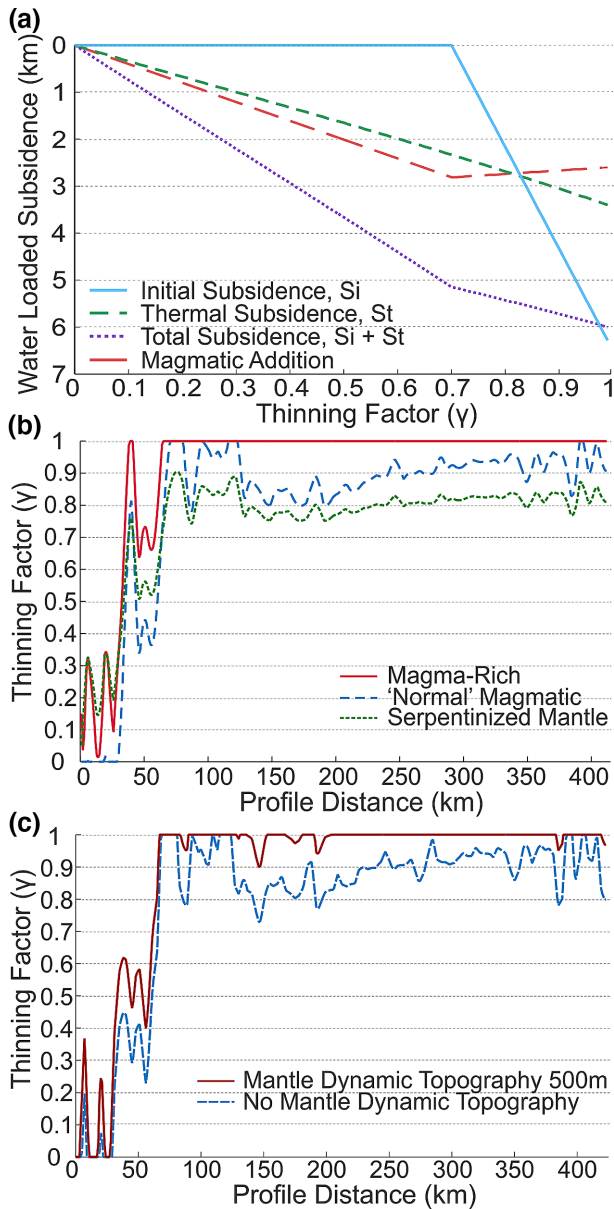 (a)
Water Loaded Subsidence (km)
0
1
2
3
4
5
6
7
Initial Subsidence, Si
Thermal Subsidence, St
Total Subsidence, Si + St
Magmatic Addition
0 0.1 0.2 0.3 0.4 0.5 0.6 0.7 0.8 0.9 1
Thinning Factor (γ)
(b)
Thinning Factor (γ)
1
0.9
0.8
0.7
0.6
0.5
0.4
0.3
0.2
0.1
0
Magma-Rich
‘Normal’ Magmatic
Serpentinized Mantle
0 50 100 150 200 250 300 350 400
Profile Distance (km)
(c)
Thinning Factor (γ)
1
0.9
0.8
0.7
0.6
0.5
0.4
0.3
0.2
0.1
0
Mantle Dynamic Topography 500m
No Mantle Dynamic Topography
0 50 100 150 200 250 300 350 400
Profile Distance (km)